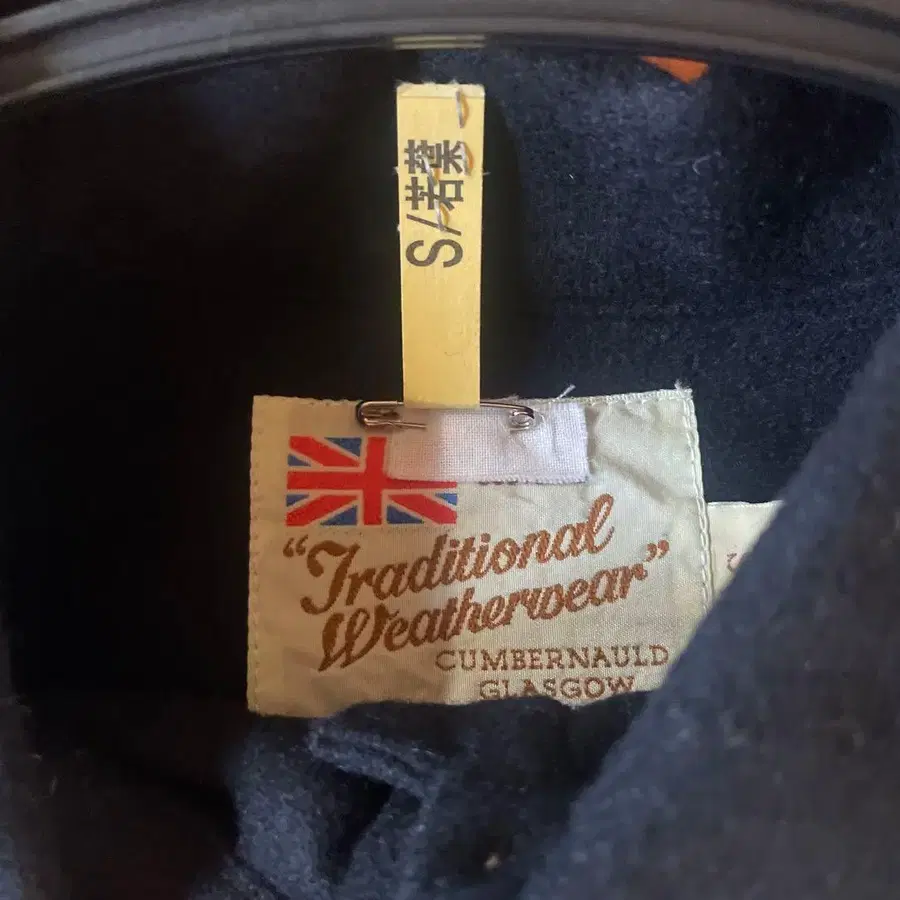 S/若葉
“Traditional
Weatherwear”
CUMBERNAULD
GLASGOW